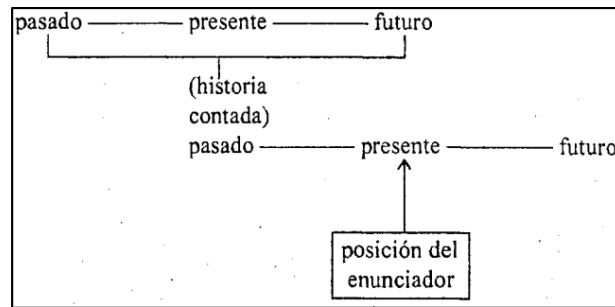 pasado presente futuro
(historia
contada)
pasado presente futuro
posición del
enunciador